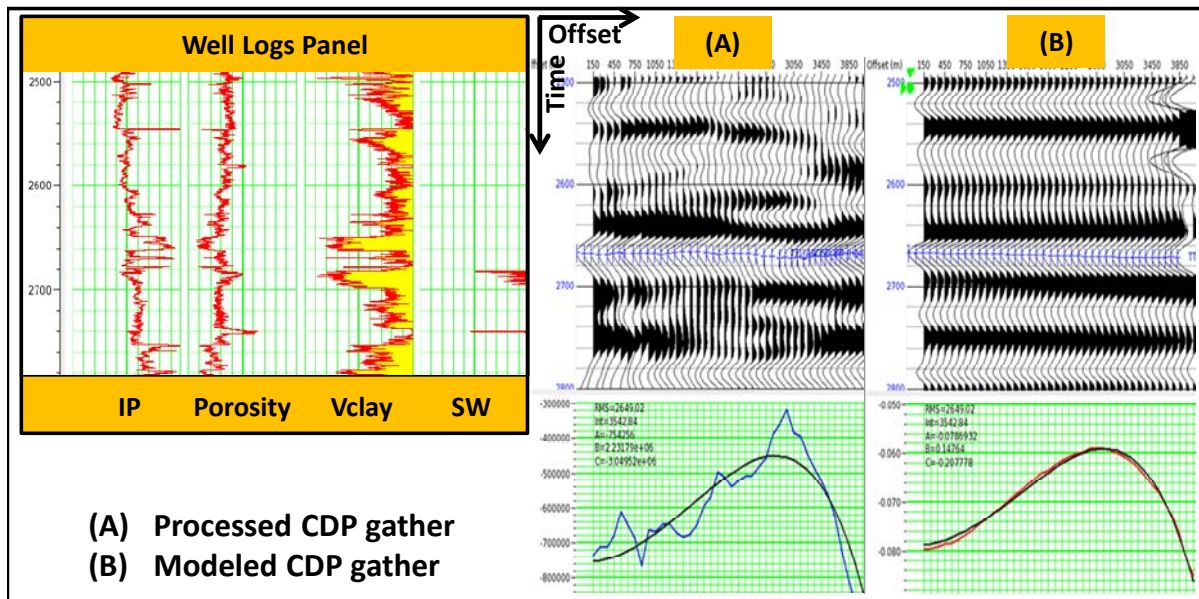 Well Logs Panel
2500
2600
2700
IP Porosity Vclay SW
Offset
Time
(A)
150 450 750 1050 3050 3450 3850
2600
2700
2800
-300000
-400000
-500000
-600000
-700000
-800000
RMS=2649.02
Int=3542.84
A=-754256
B=2.23179e+06
C=-3.04952e+06
(B)
Offset (m) 150 450 750 1050 3050 3450 3850
2500
2600
2700
2800
-0.050
-0.060
-0.070
-0.080
RMS=2649.02
Int=3542.84
A=-0.0786932
B=0.14764
C=-0.207778
(A) Processed CDP gather
(B) Modeled CDP gather